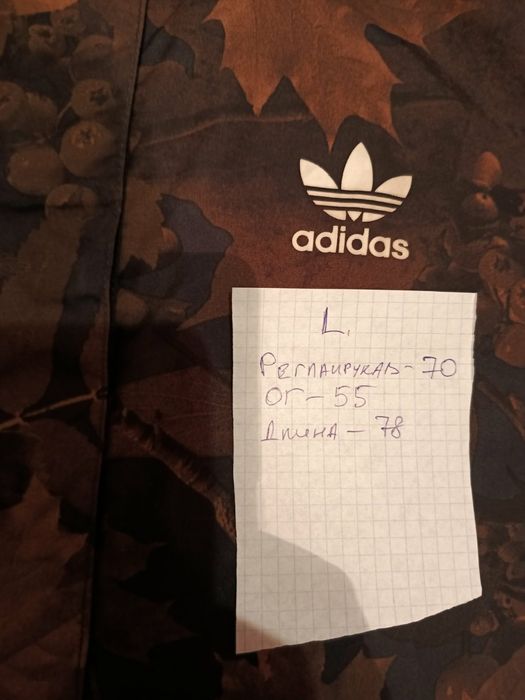 adidas
L.
Регланрукав - 70
ОГ - 55
Длина - 78